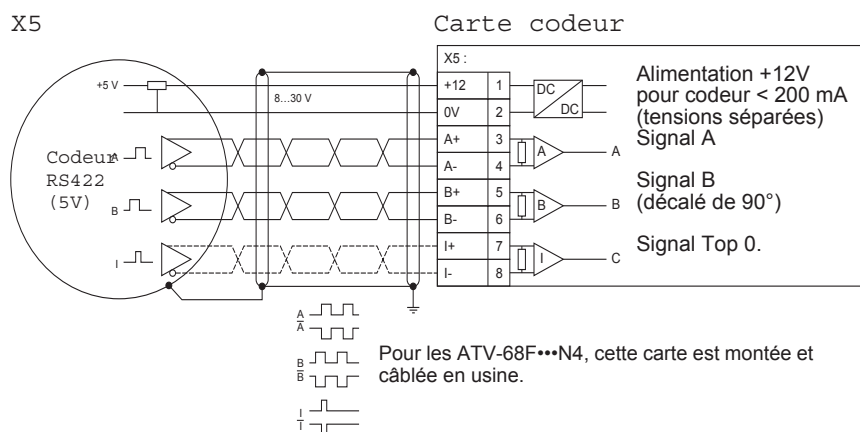 X5
Carte codeur
X5 :
+5 V
8...30 V
+12 1 DC DC
0V 2
Alimentation +12V
pour codeur < 200 mA
(tensions séparées)
A+ 3
A- 4
A A
Signal A
B+ 5
B- 6
B B
Signal B
(décalé de 90°)
I+ 7
I- 8
I C
Signal Top 0.
Codeur
RS422
(5V)
A
B
I
A
A
B
B
I
I
Pour les ATV-68F•••N4, cette carte est montée et
câblée en usine.